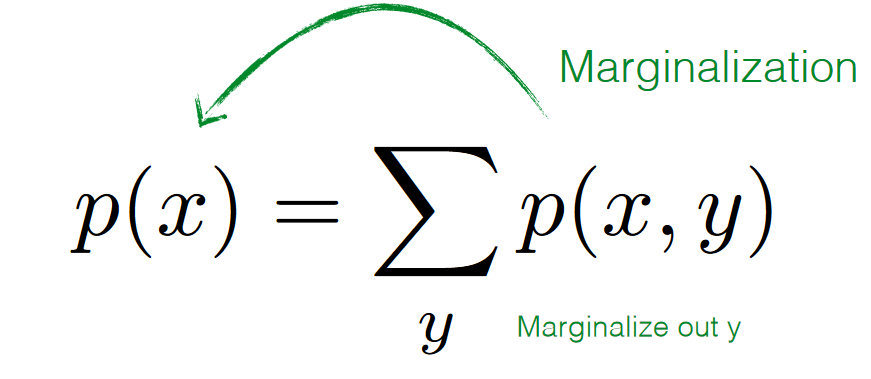 Marginalization
p(x) = ∑ p(x, y)
y
Marginalize out y